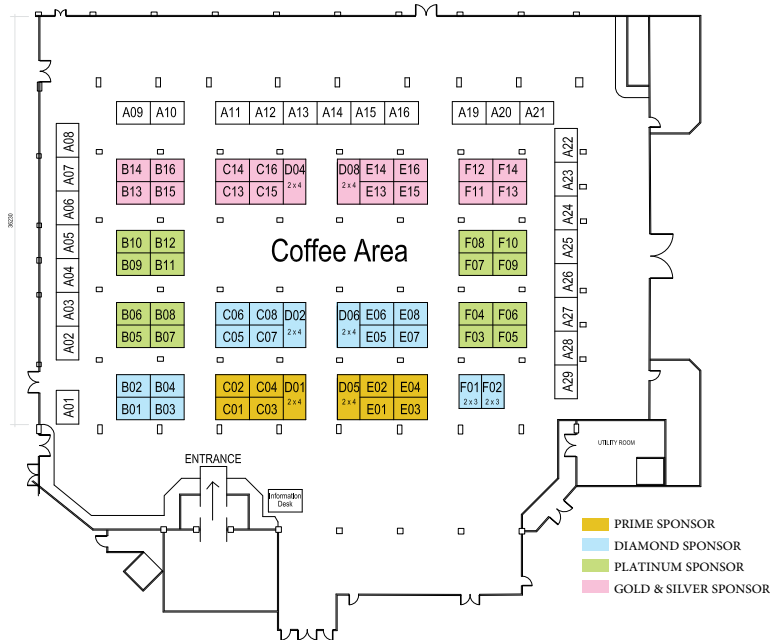 A09 A10 A11 A12 A13 A14 A15 A16 A19 A20 A21
A08
A07
A06
A05
A04
A03
A02
A01
A22
A23
A24
A25
A26
A27
A28
A29
B14 B16 C14 C16 D04 D08 E14 E16 F12 F14
2 x 4 2 x 4
B13 B15 C13 C15 E13 E15 F11 F13
B10 B12 F08 F10
Coffee Area
B09 B11 F07 F09
36230
B06 B08 C06 C08 D02 D06 E06 E08 F04 F06
2 x 4 2 x 4
B05 B07 C05 C07 E05 E07 F03 F05
B02 B04 C02 C04 D01 D05 E02 E04 F01 F02
2 x 4 2 x 4 2 x 3 2 x 3
B01 B03 C01 C03 E01 E03
UTILITY ROOM
ENTRANCE
Information
Desk
PRIME SPONSOR
DIAMOND SPONSOR
PLATINUM SPONSOR
GOLD & SILVER SPONSOR